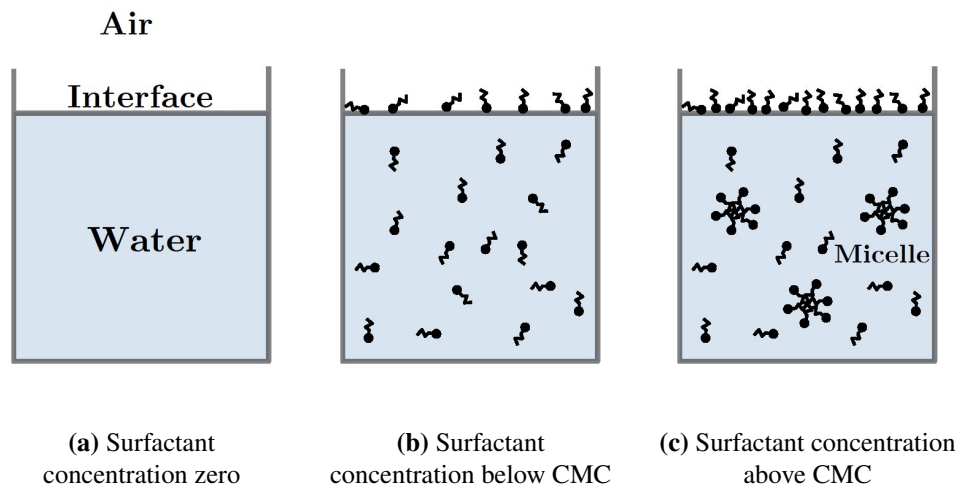 Air
Interface
Water
Micelle
(a) Surfactant
concentration zero
(b) Surfactant
concentration below CMC
(c) Surfactant concentration
above CMC